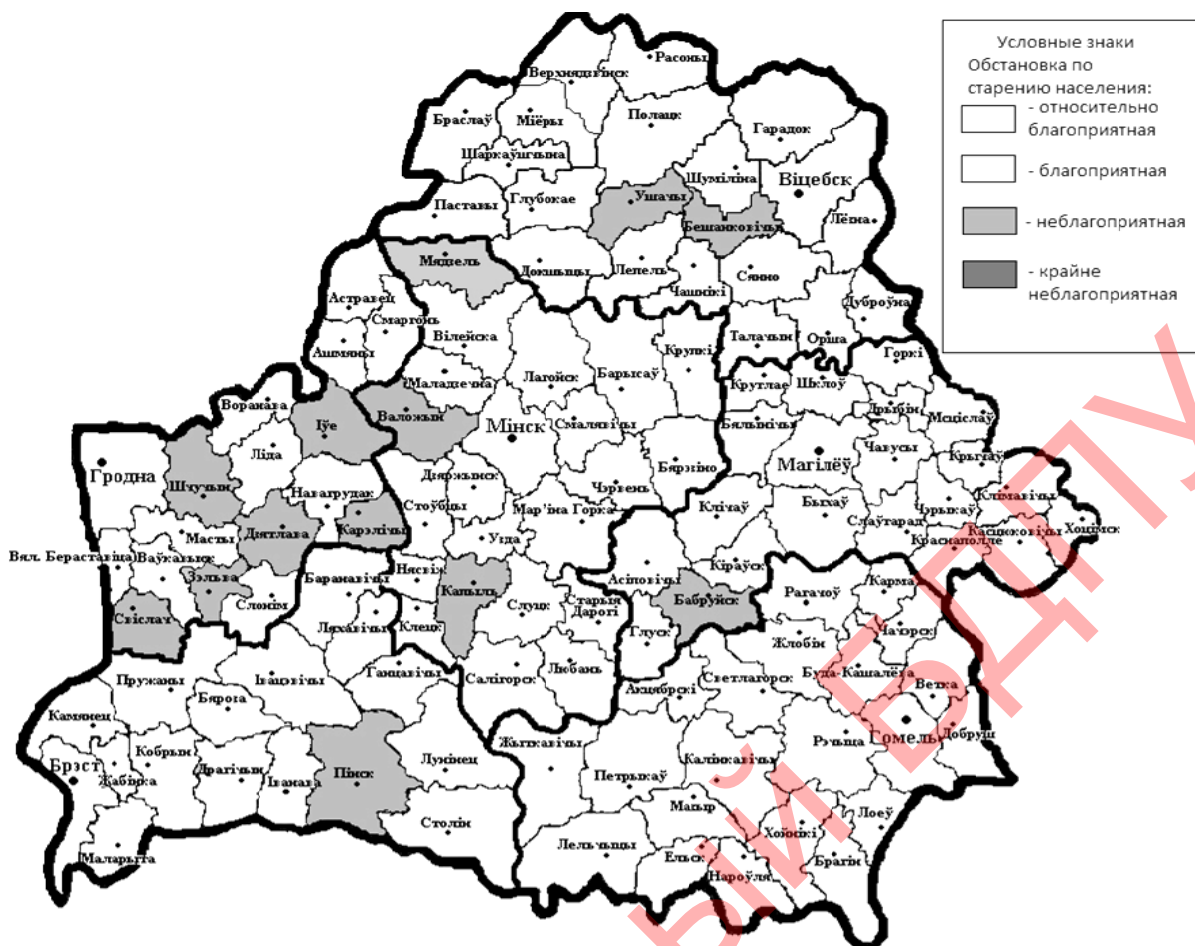 Условные знаки
Обстановка по
старению населения:
- относительно
благоприятная
- благоприятная
- неблагоприятная
- крайне
неблагоприятная
Расоны
Верхнядзвінск
Браслаў
Міёры
Полацк
Гарадок
Шаркаўшчына
Шуміліна
Віцебск
Паставы
Глубокае
Ушачы
Бешанковічы
Лёзна
Мядзель
Докшыцы
Лепель
Чашнікі
Сянно
Астравец
Смаргонь
Ашмяны
Вілейска
Дуброўна
Талачын
Орша
Крупкі
Горкі
Маладзечна
Лагойск
Барысаў
Круглае
Шклоў
Воранава
Іўе
Валожын
Мінск
Смалявічы
Дрыбін
Мсціслаў
Бялынічы
Гродна
Ліда
Магілёў
Чавусы
Крычаў
Шчучын
Навагрудак
Дзяржынск
Бярэзіно
Клімавічы
Чэрвень
Карэлічы
Стоўбцы
Мар'іна Горка
Клічаў
Быхаў
Чэрыкаў
Хоцімск
Масты
Дзятлава
Слаўгарад
Касцюковічы
Краснаполле
Вял. Бераставіца
Ваўкавыск
Узда
Зэльва
Баранавічы
Нясвіж
Кіраўск
Асіповічы
Слонім
Капыль
Слуцк
Старыя
Дарогі
Бабруйск
Рагачоў
Карма
Свіслач
Ляхавічы
Клецк
Глуск
Чачэрск
Жлобін
Любань
Івацэвічы
Ганцавічы
Салігорск
Буда-Кашалёва
Пружаны
Бяроза
Акцябрскі
Светлагорск
Ветка
Камянец
Гомель
Добруш
Жыткавічы
Рэчыца
Кобрын
Лунінец
Брэст
Жабінка
Драгічын
Іванава
Пінск
Петрыкаў
Калінкавічы
Мазыр
Столін
Лоеў
Хойнікі
Маларыта
Лельчыцы
Ельск
Нароўля
Брагін
ЫЙ БДПУ